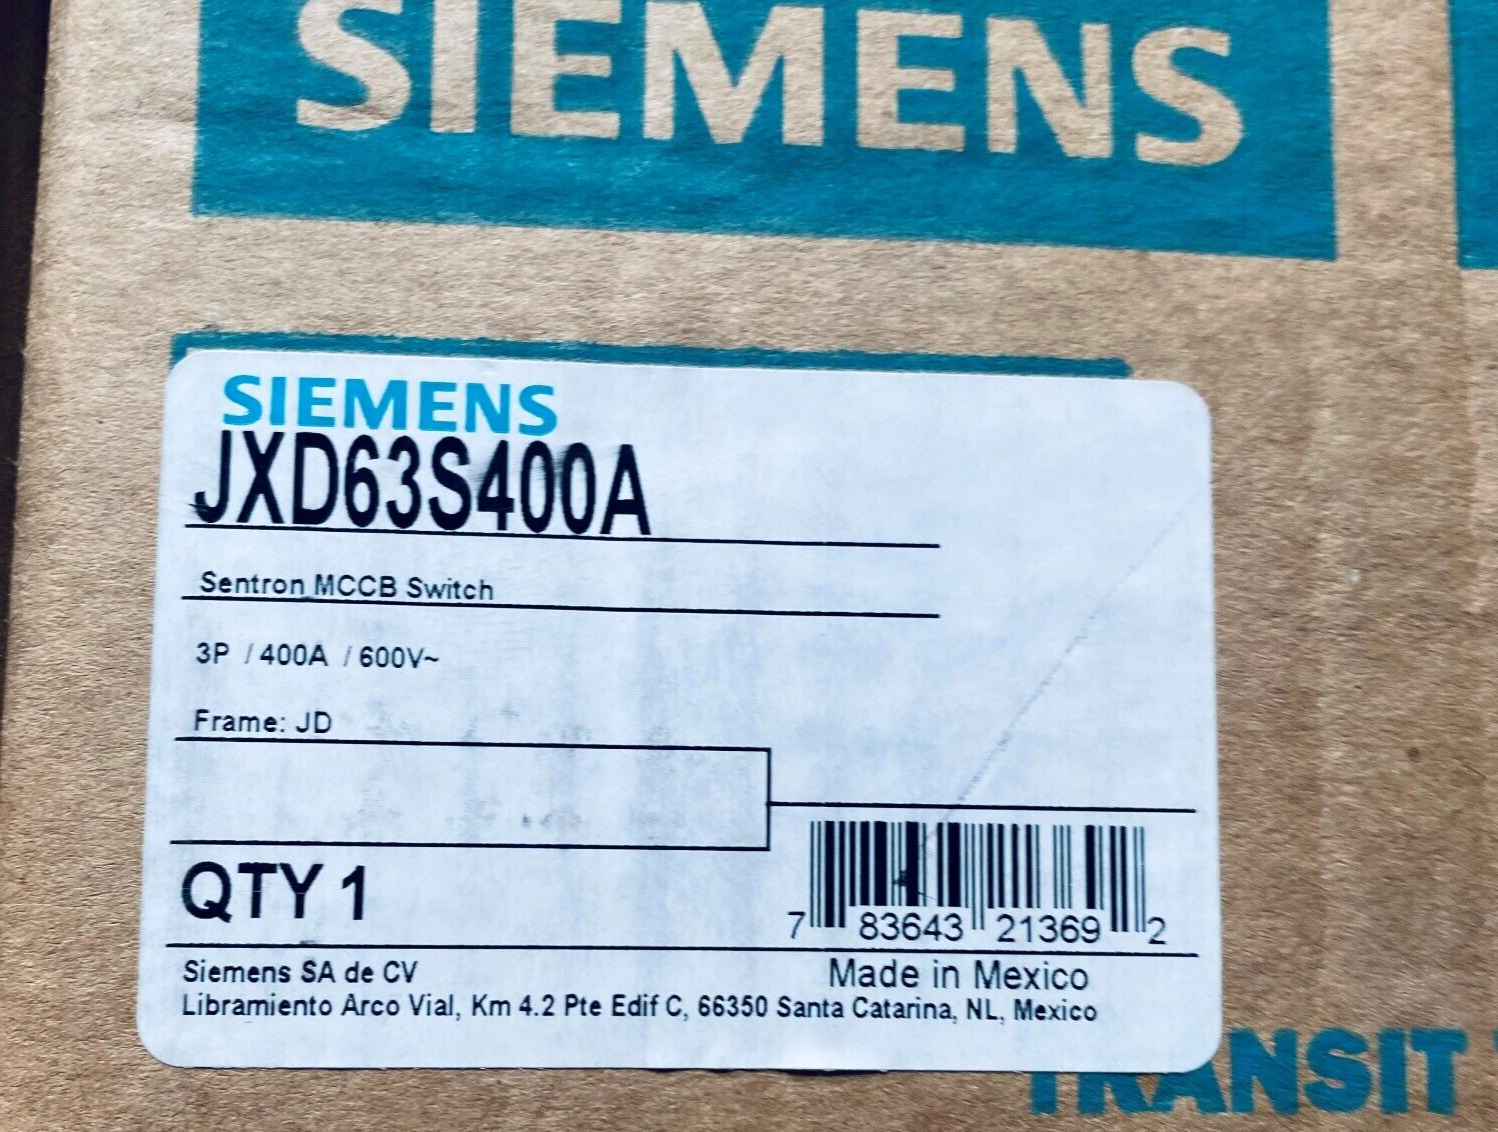 SIEMENS
SIEMENS
JXD63S400A
Sentron MCCB Switch
3P / 400A / 600V~
Frame: JD
QTY 1
7 83643 21369 2
Siemens SA de CV
Made in Mexico
Libramiento Arco Vial, Km 4.2 Pte Edif C, 66350 Santa Catarina, NL, Mexico
TRANSIT